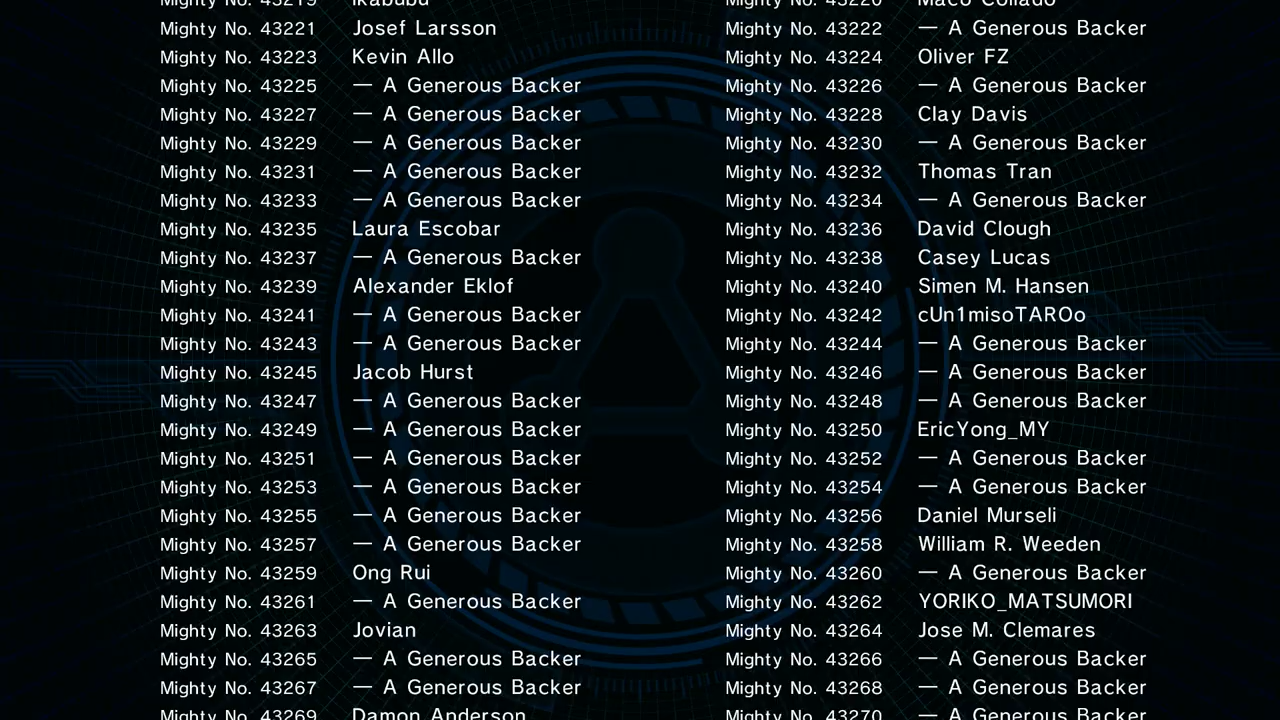 Mighty No. 43219 Ikabubu Mighty No. 43220 Maco Collado
Mighty No. 43221 Josef Larsson Mighty No. 43222 — A Generous Backer
Mighty No. 43223 Kevin Allo Mighty No. 43224 Oliver FZ
Mighty No. 43225 — A Generous Backer Mighty No. 43226 — A Generous Backer
Mighty No. 43227 — A Generous Backer Mighty No. 43228 Clay Davis
Mighty No. 43229 — A Generous Backer Mighty No. 43230 — A Generous Backer
Mighty No. 43231 — A Generous Backer Mighty No. 43232 Thomas Tran
Mighty No. 43233 — A Generous Backer Mighty No. 43234 — A Generous Backer
Mighty No. 43235 Laura Escobar Mighty No. 43236 David Clough
Mighty No. 43237 — A Generous Backer Mighty No. 43238 Casey Lucas
Mighty No. 43239 Alexander Eklof Mighty No. 43240 Simen M. Hansen
Mighty No. 43241 — A Generous Backer Mighty No. 43242 cUn1misoTAROo
Mighty No. 43243 — A Generous Backer Mighty No. 43244 — A Generous Backer
Mighty No. 43245 Jacob Hurst Mighty No. 43246 — A Generous Backer
Mighty No. 43247 — A Generous Backer Mighty No. 43248 — A Generous Backer
Mighty No. 43249 — A Generous Backer Mighty No. 43250 EricYong_MY
Mighty No. 43251 — A Generous Backer Mighty No. 43252 — A Generous Backer
Mighty No. 43253 — A Generous Backer Mighty No. 43254 — A Generous Backer
Mighty No. 43255 — A Generous Backer Mighty No. 43256 Daniel Murseli
Mighty No. 43257 — A Generous Backer Mighty No. 43258 William R. Weeden
Mighty No. 43259 Ong Rui Mighty No. 43260 — A Generous Backer
Mighty No. 43261 — A Generous Backer Mighty No. 43262 YORIKO_MATSUMORI
Mighty No. 43263 Jovian Mighty No. 43264 Jose M. Clemares
Mighty No. 43265 — A Generous Backer Mighty No. 43266 — A Generous Backer
Mighty No. 43267 — A Generous Backer Mighty No. 43268 — A Generous Backer
Mighty No. 43269 Damon Anderson Mighty No. 43270 — A Generous Backer